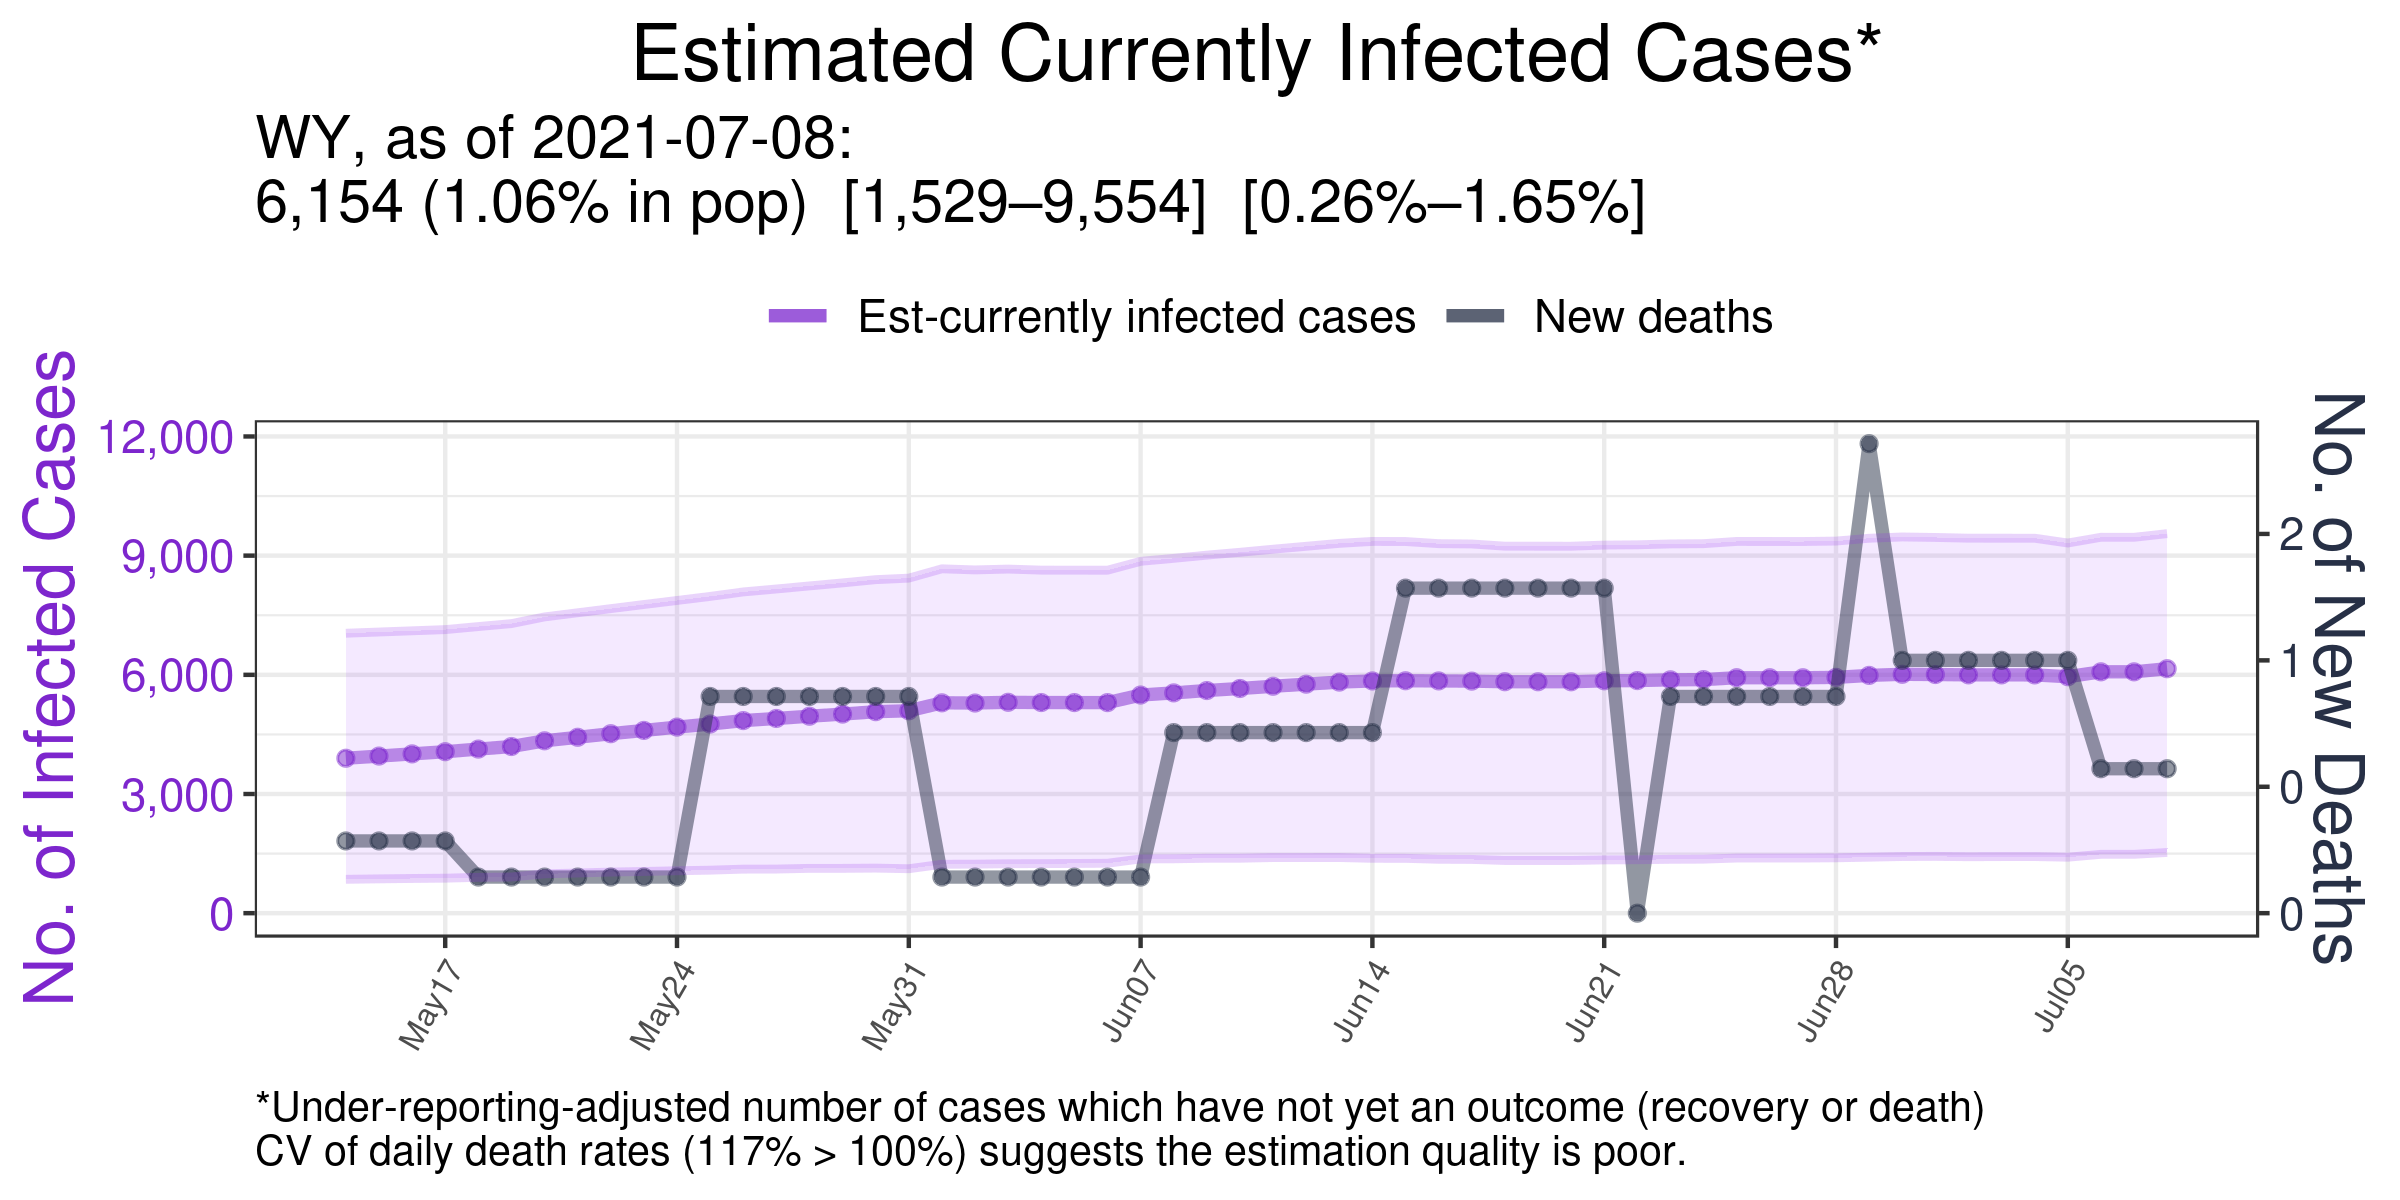 Estimated Currently Infected Cases*
WY, as of 2021-07-08:
6,154 (1.06% in pop) [1,529–9,554] [0.26%–1.65%]
Est-currently infected cases
New deaths
No. of Infected Cases
12,000
9,000
6,000
3,000
0
2
1
0
0
No. of New Deaths
May17
May24
May31
Jun07
Jun14
Jun21
Jun28
Jul05
*Under-reporting-adjusted number of cases which have not yet an outcome (recovery or death)
CV of daily death rates (117% > 100%) suggests the estimation quality is poor.